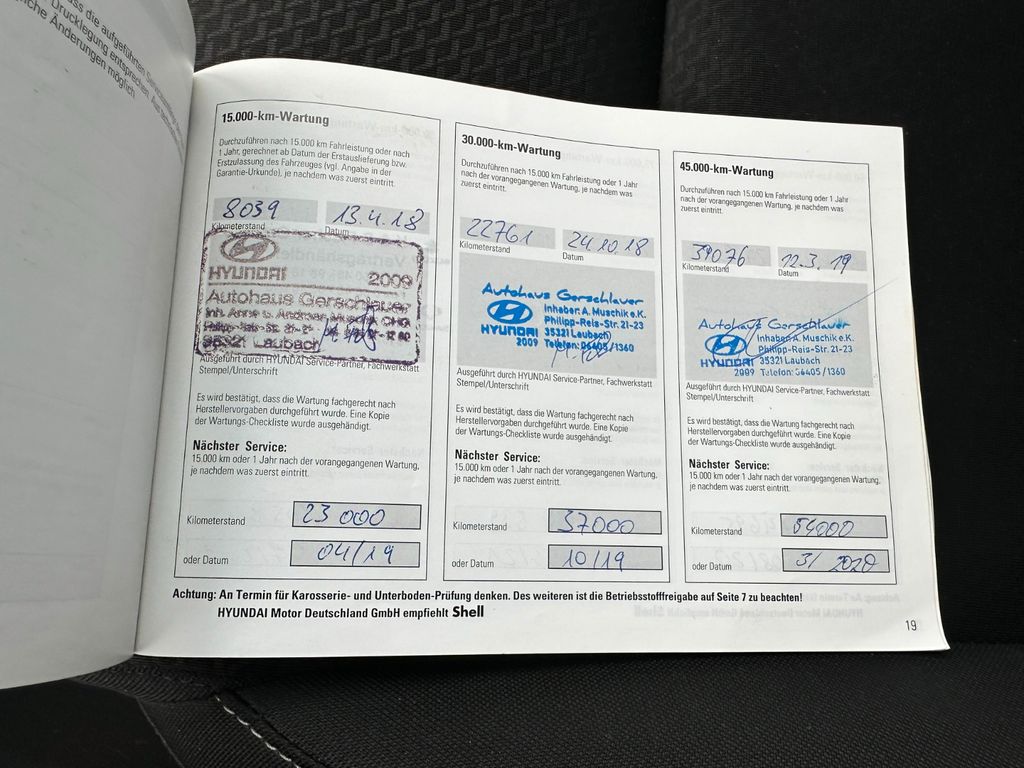 ss die aufgeführten Service
Drucklegung entsprechen. Aus
che Änderungen möglich
15.000-km-Wartung
Durchzuführen nach 15.000 km Fahrleistung oder nach
1 Jahr, gerechnet ab Datum der Erstauslieferung bzw.
Erstzulassung des Fahrzeuges (vgl. Angabe in der
Garantie-Urkunde), je nachdem was zuerst eintritt.
8039
13.4.18
Kilometerstand
Datum
HYUNDAI 2009
Autohaus Gerschlauer
Inh. Anne u. Andreas Muschik OHG
35321 Laubach
Ausgeführt durch HYUNDAI Service-Partner, Fachwerkstatt
Stempel/Unterschrift
Es wird bestätigt, dass die Wartung fachgerecht nach
Herstellervorgaben durchgeführt wurde. Eine Kopie
der Wartungs-Checkliste wurde ausgehändigt.
Nächster Service:
15.000 km oder 1 Jahr nach der vorangegangenen Wartung,
je nachdem was zuerst eintritt.
Kilometerstand 23 000
oder Datum 04/19
30.000-km-Wartung
Durchzuführen nach 15.000 km Fahrleistung oder 1 Jahr
nach der vorangegangenen Wartung, je nachdem was
zuerst eintritt.
22761
24.10.18
Kilometerstand
Datum
Autohaus Gerschlauer
Inhaber A. Muschik e.K.
Philipp-Reis-Str. 21-23
HYUNDAI 35321 Laubach
2009 Telefon: 06405/1360
Ausgeführt durch HYUNDAI Service-Partner, Fachwerkstatt
Stempel/Unterschrift
Es wird bestätigt, dass die Wartung fachgerecht nach
Herstellervorgaben durchgeführt wurde. Eine Kopie
der Wartungs-Checkliste wurde ausgehändigt.
Nächster Service:
15.000 km oder 1 Jahr nach der vorangegangenen Wartung,
je nachdem was zuerst eintritt.
Kilometerstand 37000
oder Datum 10/19
45.000-km-Wartung
Durchzuführen nach 15.000 km Fahrleistung oder 1 Jahr
nach der vorangegangenen Wartung, je nachdem was
zuerst eintritt.
39076
12.3.19
Kilometerstand
Datum
Autohaus Gerschlauer
Inhaber A. Muschik e.K.
Philipp-Reis-Str. 21-23
HYUNDAI 35321 Laubach
2009 Telefon: 06405/1360
Ausgeführt durch HYUNDAI Service-Partner, Fachwerkstatt
Stempel/Unterschrift
Es wird bestätigt, dass die Wartung fachgerecht nach
Herstellervorgaben durchgeführt wurde. Eine Kopie
der Wartungs-Checkliste wurde ausgehändigt.
Nächster Service:
15.000 km oder 1 Jahr nach der vorangegangenen Wartung,
je nachdem was zuerst eintritt.
Kilometerstand 54000
oder Datum 3/2020
Achtung: An Termin für Karosserie- und Unterboden-Prüfung denken. Des weiteren ist die Betriebsstofffreigabe auf Seite 7 zu beachten!
HYUNDAI Motor Deutschland GmbH empfiehlt Shell
19